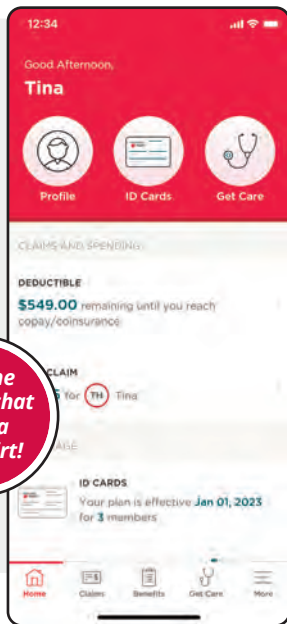 12:34
Good Afternoon,
Tina
Profile
ID Cards
Get Care
CLAIMS AND SPENDING
DEDUCTIBLE
$549.00 remaining until you reach
copay/coinsurance
CLAIM
for TH Tina
ID CARDS
Your plan is effective Jan 01, 2023
for 3 members
Home
Claims
Benefits
Get Care
More